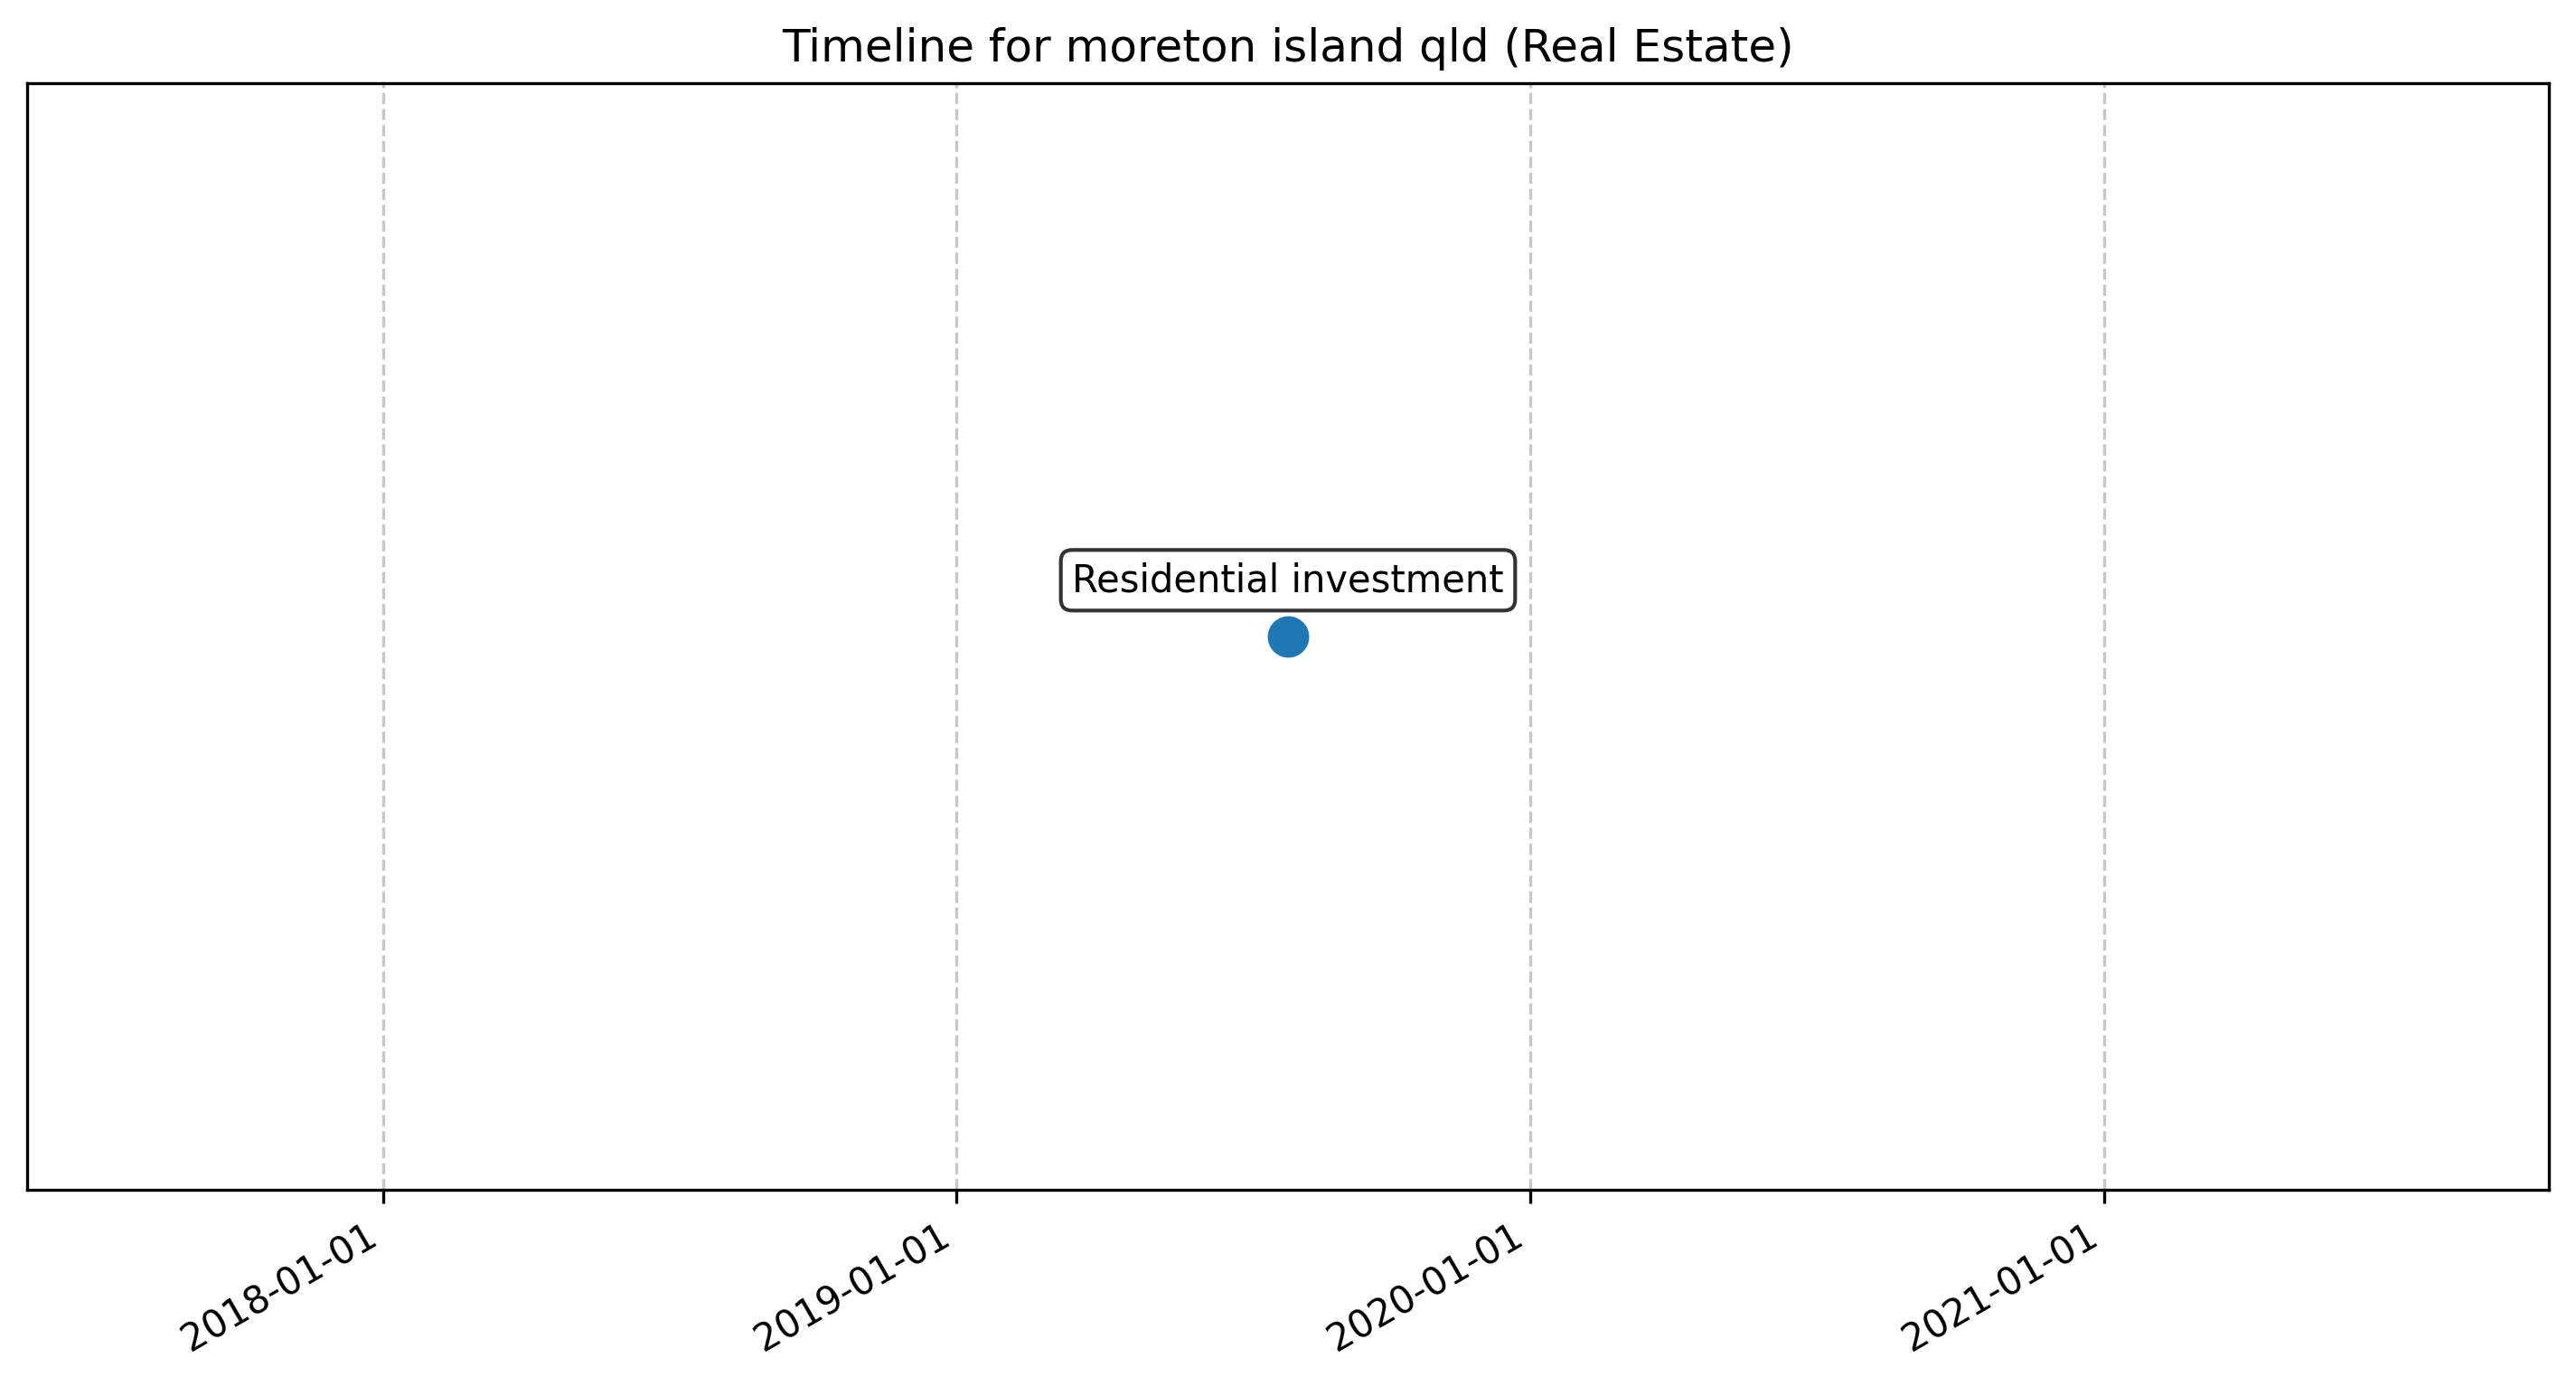 Timeline for moreton island qld (Real Estate)
Residential investment
2018-01-01
2019-01-01
2020-01-01
2021-01-01